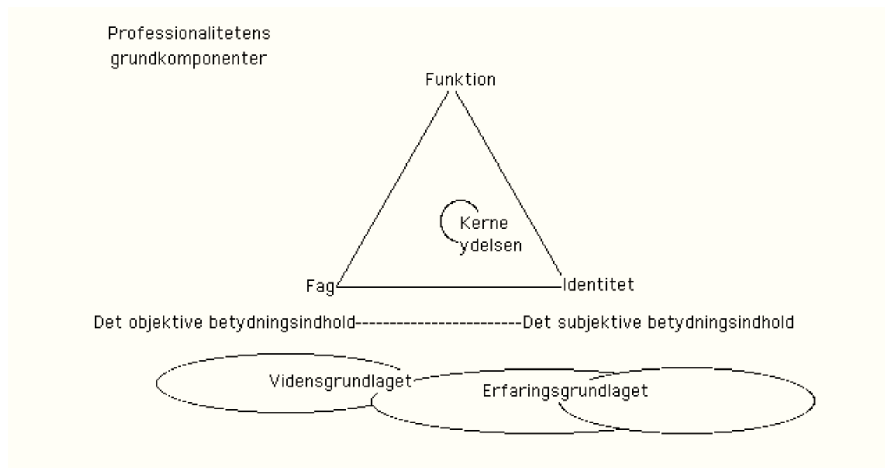 Professionalitetens
grundkomponenter
Funktion
Kerne
ydelsen
Fag
Identitet
Det objektive betydningsindhold-----------------------Det subjektive betydningsindhold
Vidensgrundlaget
Erfaringsgrundlaget